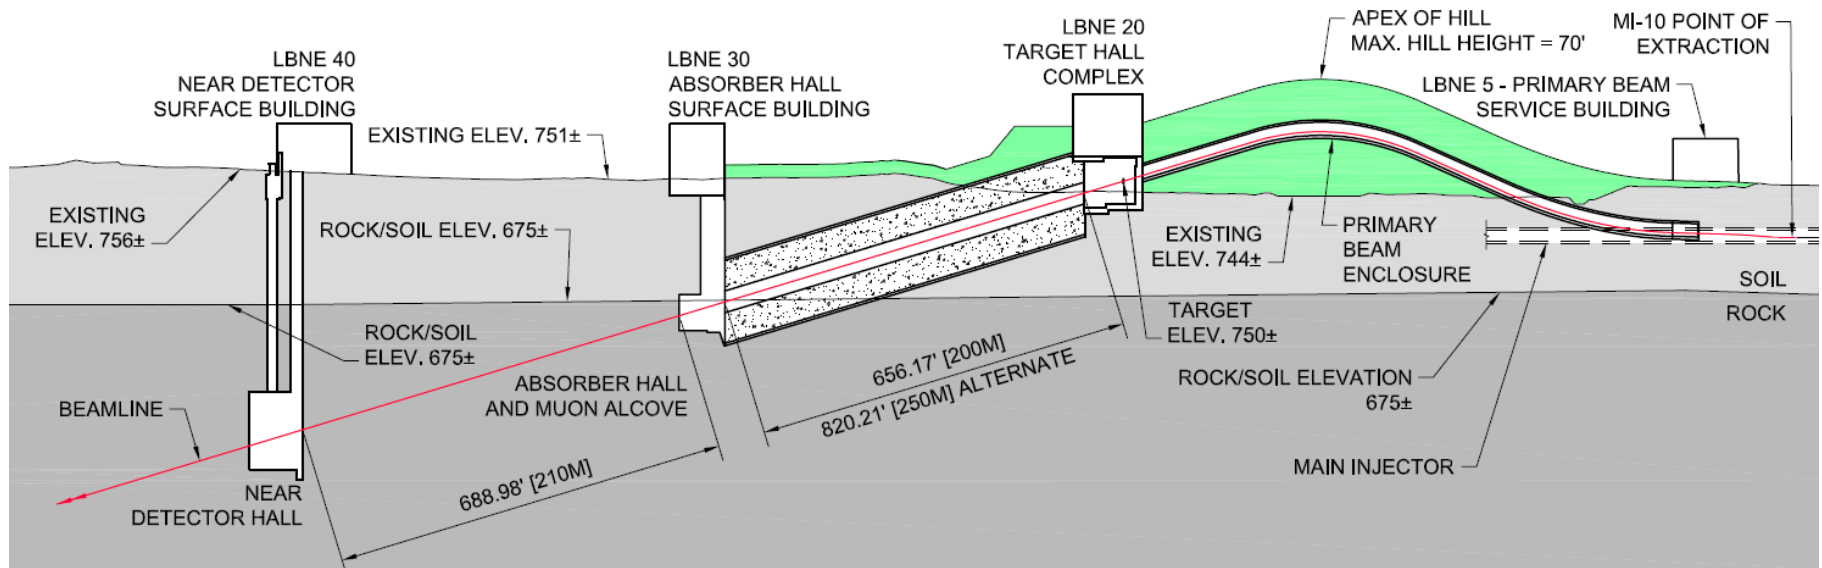 LBNE 40
NEAR DETECTOR
SURFACE BUILDING
EXISTING ELEV. 751±
LBNE 30
ABSORBER HALL
SURFACE BUILDING
LBNE 20
TARGET HALL
COMPLEX
APEX OF HILL
MAX. HILL HEIGHT = 70'
MI-10 POINT OF
EXTRACTION
LBNE 5 - PRIMARY BEAM
SERVICE BUILDING
EXISTING
ELEV. 756±
ROCK/SOIL ELEV. 675±
EXISTING
ELEV. 744±
PRIMARY
BEAM
ENCLOSURE
SOIL
ROCK
ROCK/SOIL
ELEV. 675±
TARGET
ELEV. 750±
656.17' [200M]
820.21' [250M] ALTERNATE
ROCK/SOIL ELEVATION
675±
ABSORBER HALL
AND MUON ALCOVE
BEAMLINE
688.98' [210M]
MAIN INJECTOR
NEAR
DETECTOR HALL